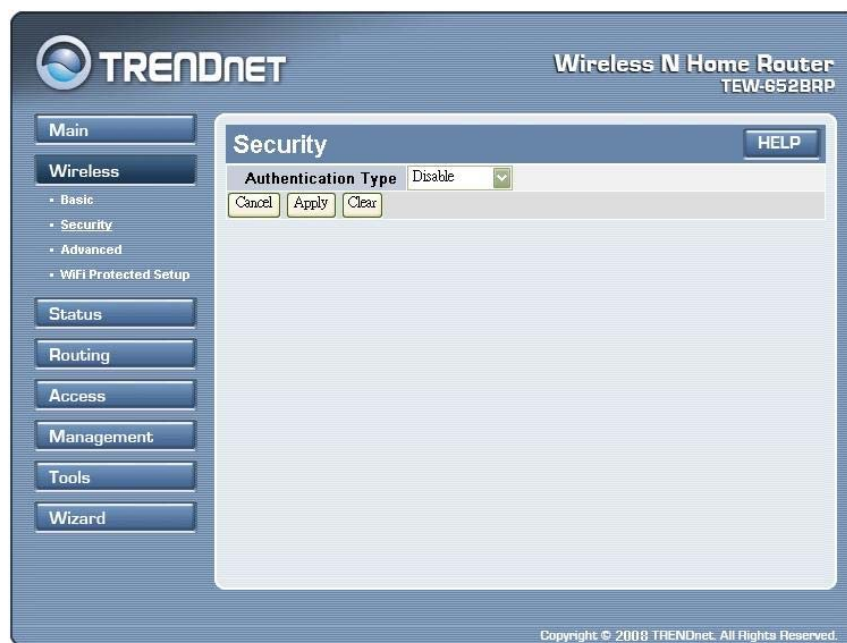 TRENDNET
Wireless N Home Router
TEW-652BRP
Main
Wireless
Basic
Security
Advanced
WiFi Protected Setup
Status
Routing
Access
Management
Tools
Wizard
Security
HELP
Authentication Type Disable
Cancel Apply Clear
Copyright © 2008 TRENDnet. All Rights Reserved.